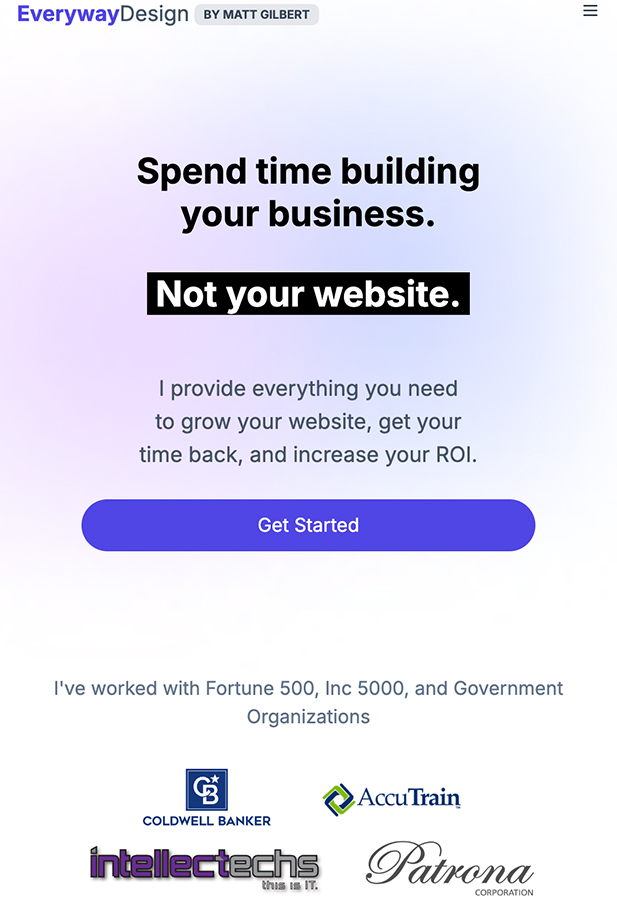 EverywayDesign BY MATT GILBERT
Spend time building
your business.
Not your website.
I provide everything you need
to grow your website, get your
time back, and increase your ROI.
Get Started
I've worked with Fortune 500, Inc 5000, and Government
Organizations
CB
COLDWELL BANKER
AccuTrain
intellectechs
this is IT.
Patrona
CORPORATION